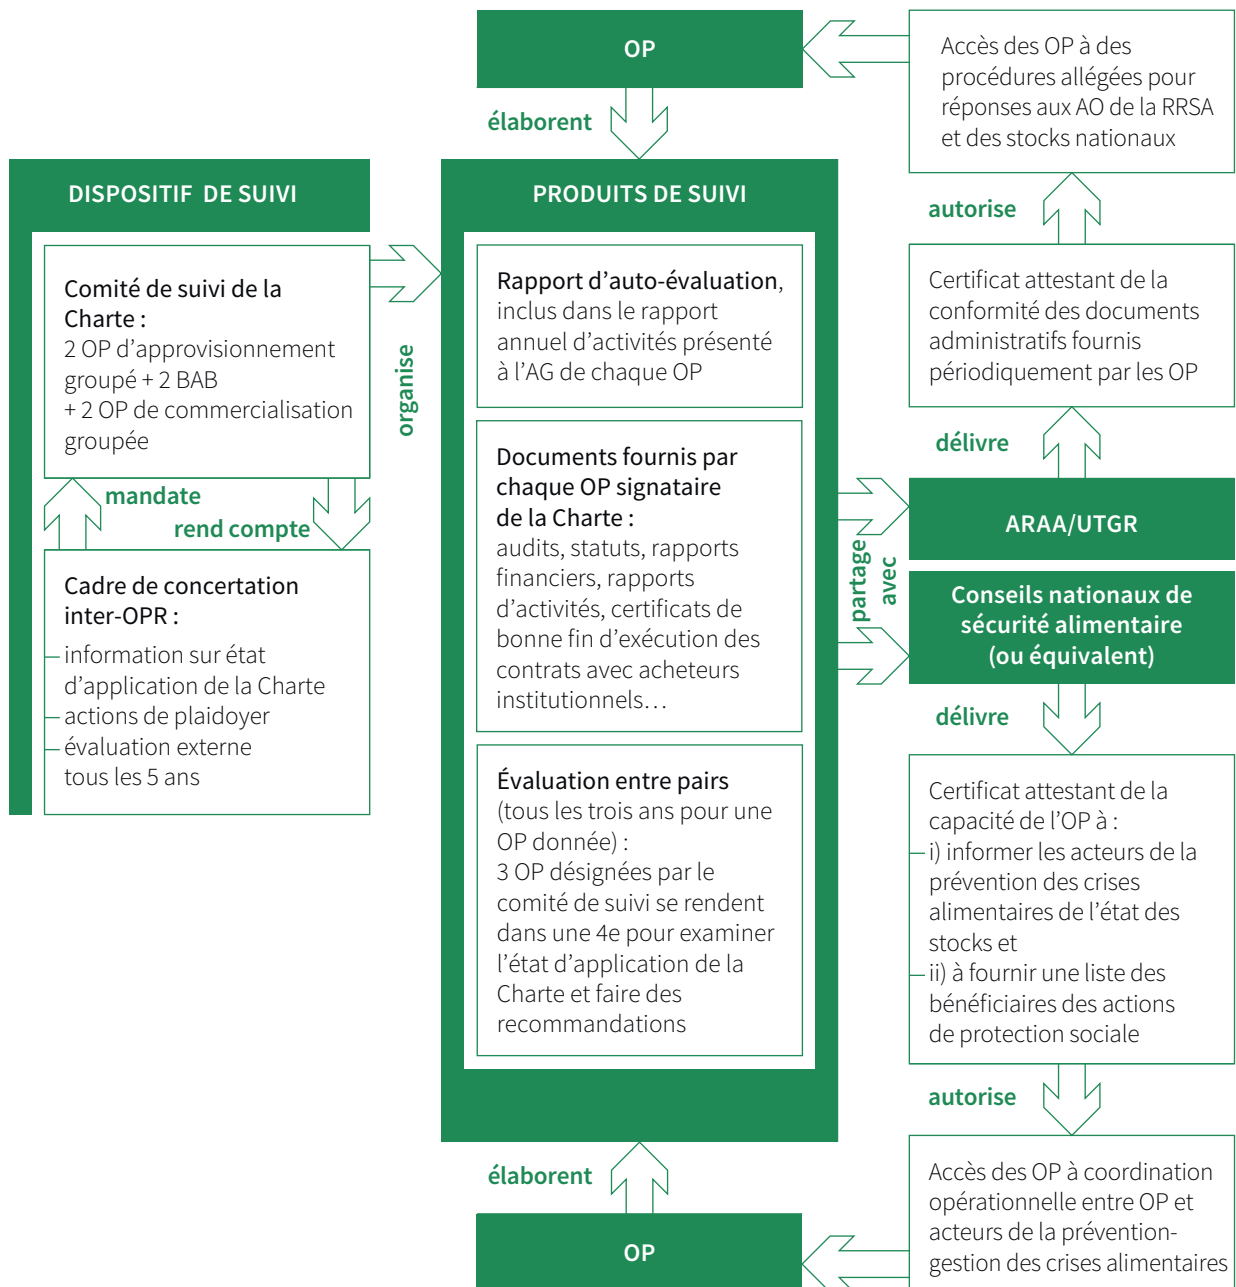 OP
élaborent
Accès des OP à des
procédures allégées pour
réponses aux AO de la RRSA
et des stocks nationaux
autorise
DISPOSITIF DE SUIVI
Comité de suivi de la
Charte :
2 OP d’approvisionnement
groupé + 2 BAB
+ 2 OP de commercialisation
groupée
mandate
rend compte
Cadre de concertation
inter-OPR :
– information sur état
d’application de la Charte
– actions de plaidoyer
– évaluation externe
tous les 5 ans
organise
PRODUITS DE SUIVI
Rapport d’auto-évaluation,
inclus dans le rapport
annuel d’activités présenté
à l’AG de chaque OP
Documents fournis par
chaque OP signataire
de la Charte :
audits, statuts, rapports
financiers, rapports
d’activités, certificats de
bonne fin d’exécution des
contrats avec acheteurs
institutionnels…
Évaluation entre pairs
(tous les trois ans pour une
OP donnée) :
3 OP désignées par le
comité de suivi se rendent
dans une 4e pour examiner
l’état d’application de la
Charte et faire des
recommandations
élaborent
OP
partage
avec
Certificat attestant de la
conformité des documents
administratifs fournis
périodiquement par les OP
délivre
ARAA/UTGR
Conseils nationaux de
sécurité alimentaire
(ou équivalent)
délivre
Certificat attestant de la
capacité de l’OP à :
– i) informer les acteurs de la
prévention des crises
alimentaires de l’état des
stocks et
– ii) à fournir une liste des
bénéficiaires des actions
de protection sociale
autorise
Accès des OP à coordination
opérationnelle entre OP et
acteurs de la prévention-
gestion des crises alimentaires